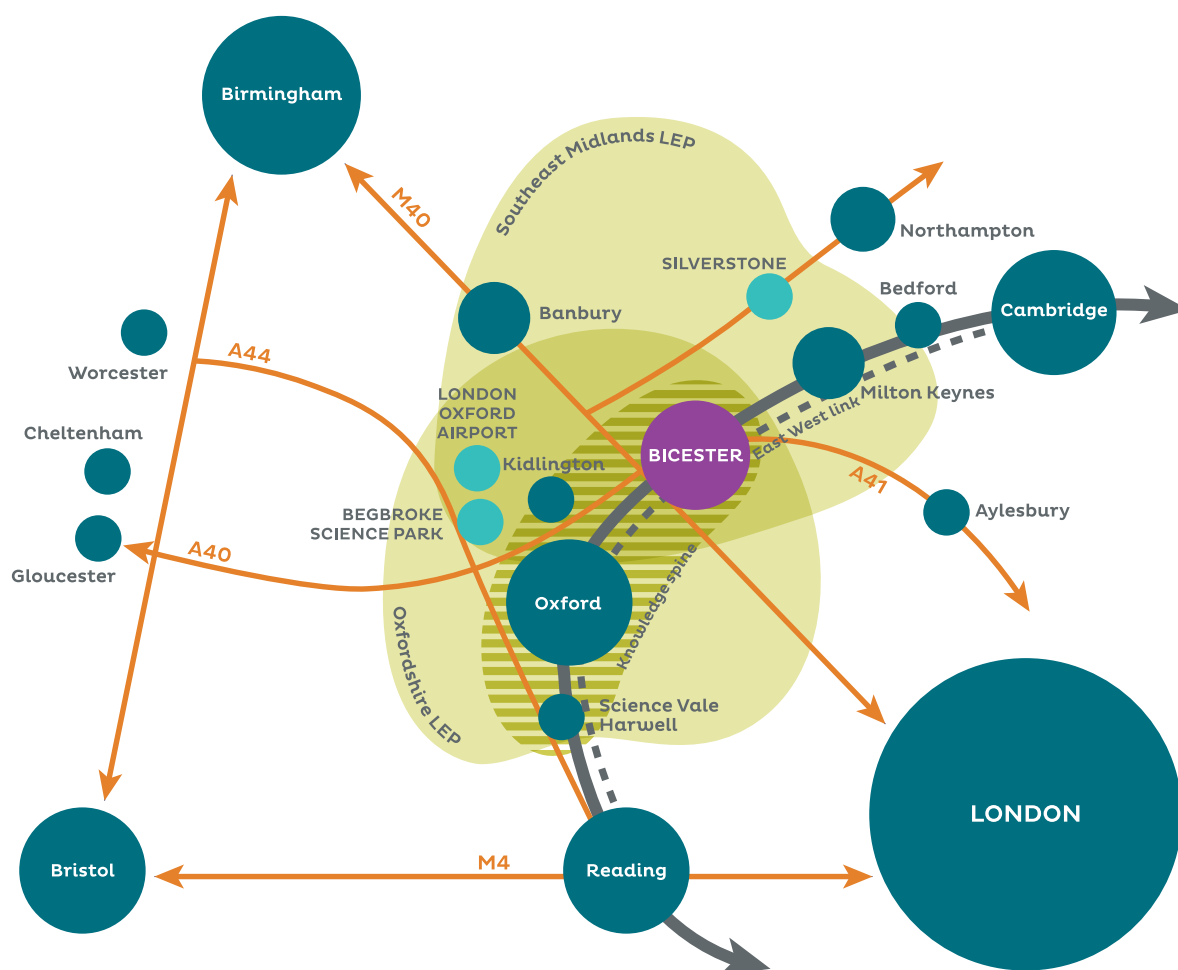 Birmingham
Southeast Midlands LEP
M40
Northampton
SILVERSTONE
Bedford
Cambridge
Banbury
A44
Worcester
LONDON
OXFORD
AIRPORT
Milton Keynes
East West link
Cheltenham
Kidlington
BICESTER
A41
BEGBROKE
SCIENCE PARK
Aylesbury
A40
Gloucester
Oxford
Knowledge spine
Oxfordshire LEP
Science Vale
Harwell
LONDON
M4
Bristol
Reading